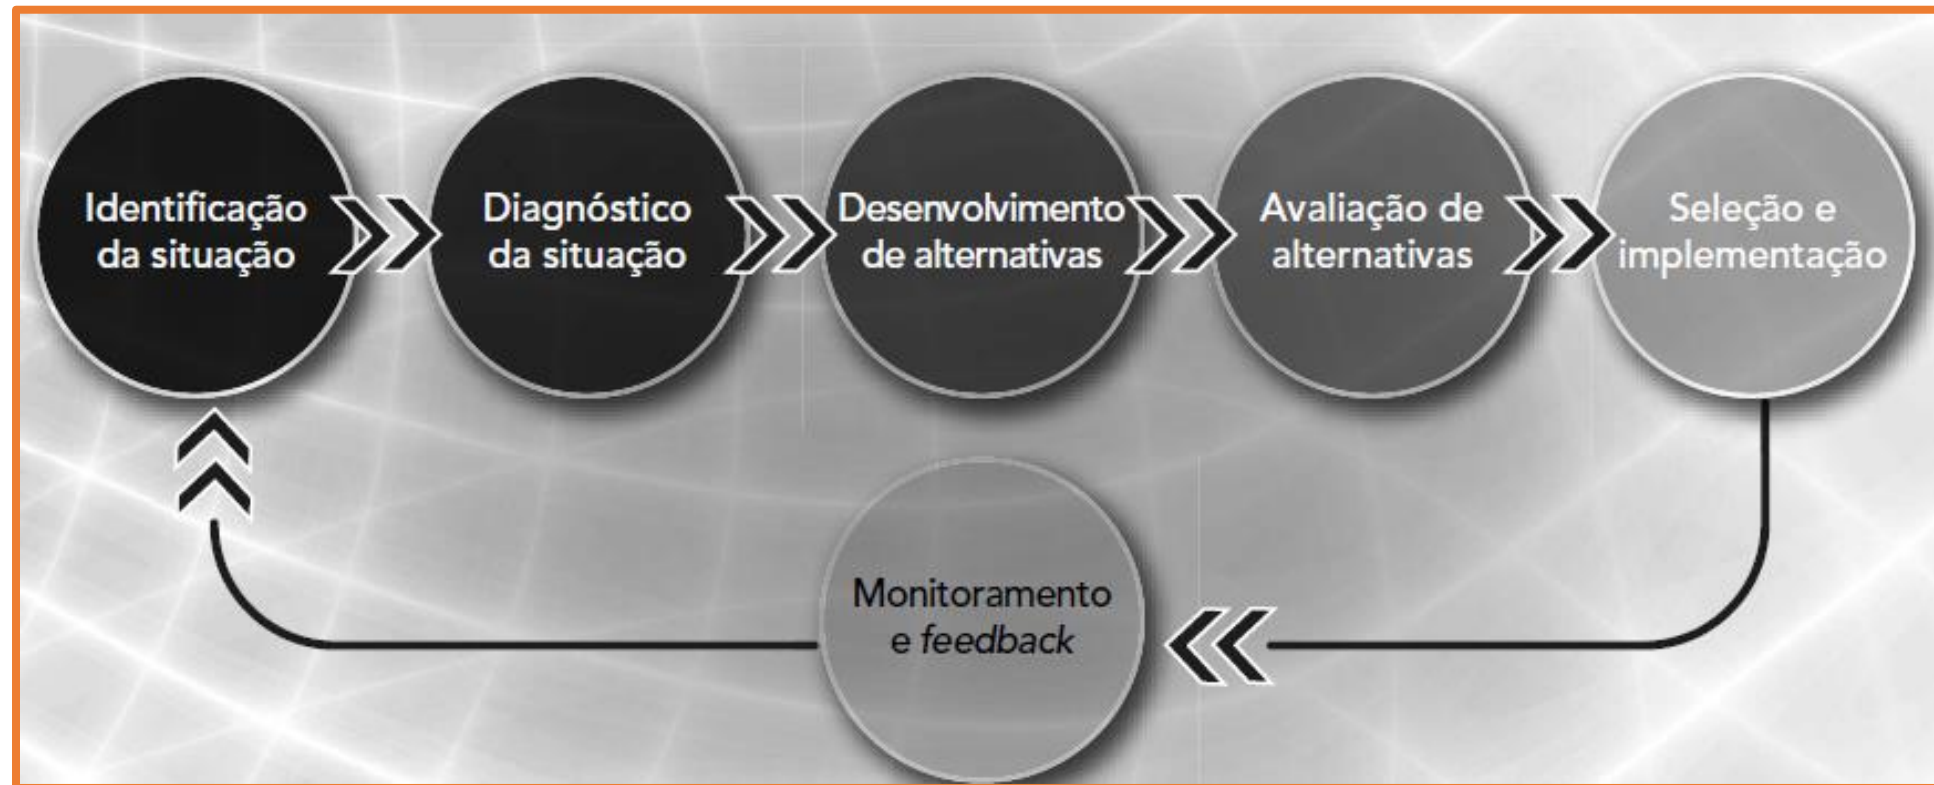 Identificação
da situação
Diagnóstico
da situação
Desenvolvimento
de alternativas
Avaliação de
alternativas
Seleção e
implementação
Monitoramento
e feedback